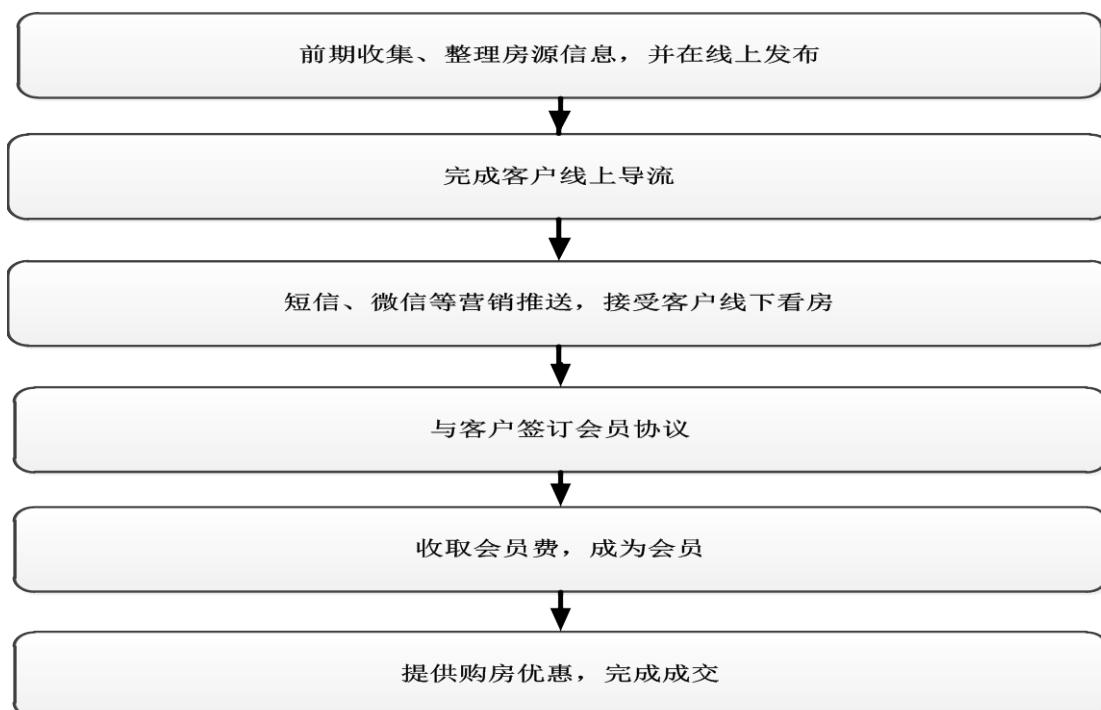 前期收集、整理房源信息，并在线上发布
完成客户线上导流
短信、微信等营销推送，接受客户线下看房
与客户签订会员协议
收取会员费，成为会员
提供购房优惠，完成成交